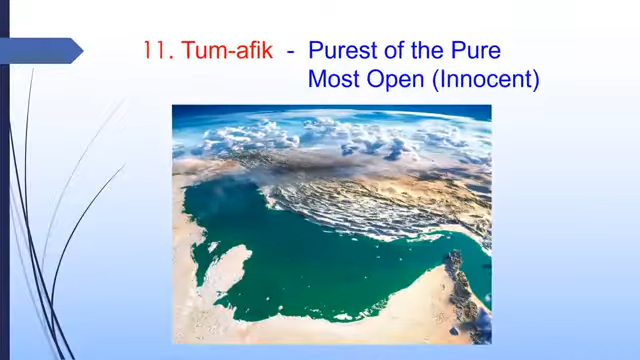 11. Tum-afik - Purest of the Pure
Most Open (Innocent)